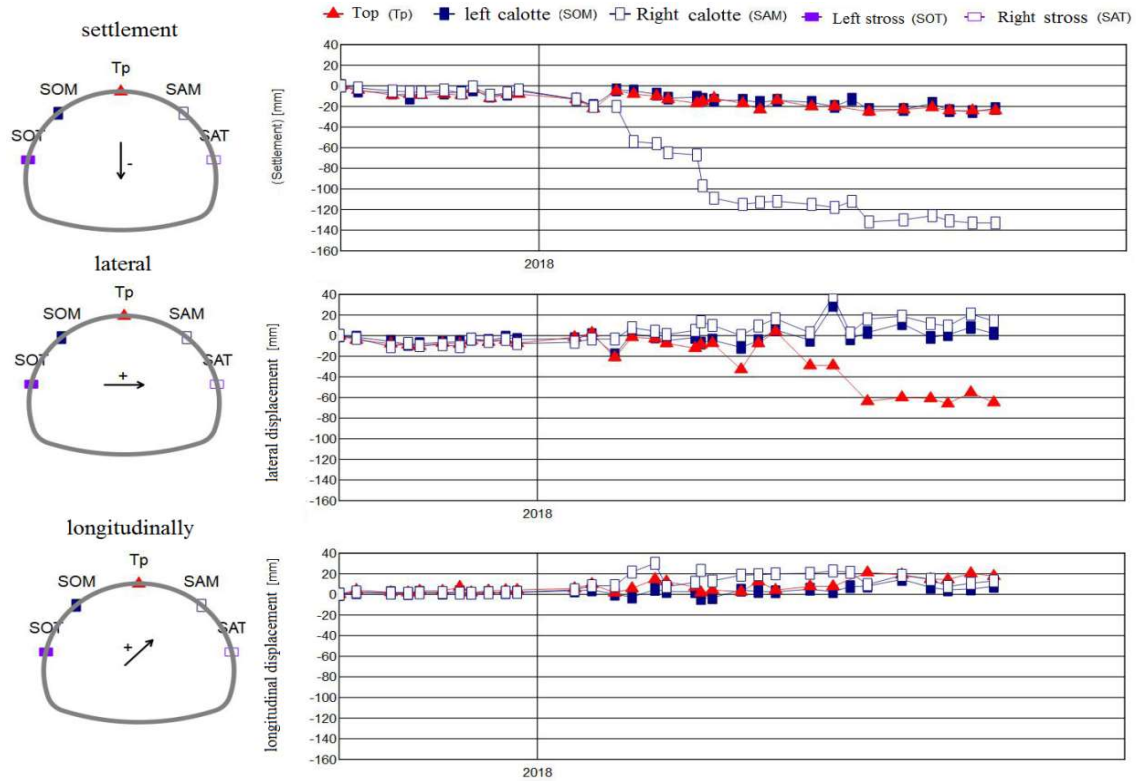 Top (Tp) left calotte (SOM) Right calotte (SAM) Left stross (SOT) Right stross (SAT)
settlement
Tp
SOM SAM
SOT SAT
-
(Settlement) [mm]
40
20
0
-20
-40
-60
-80
-100
-120
-140
-160
2018
lateral
Tp
SOM SAM
SOT SAT
+
lateral displacement [mm]
40
20
0
-20
-40
-60
-80
-100
-120
-140
-160
2018
longitudinally
Tp
SOM SAM
SOT SAT
+
longitudinal displacement [mm]
40
20
0
-20
-40
-60
-80
-100
-120
-140
-160
2018